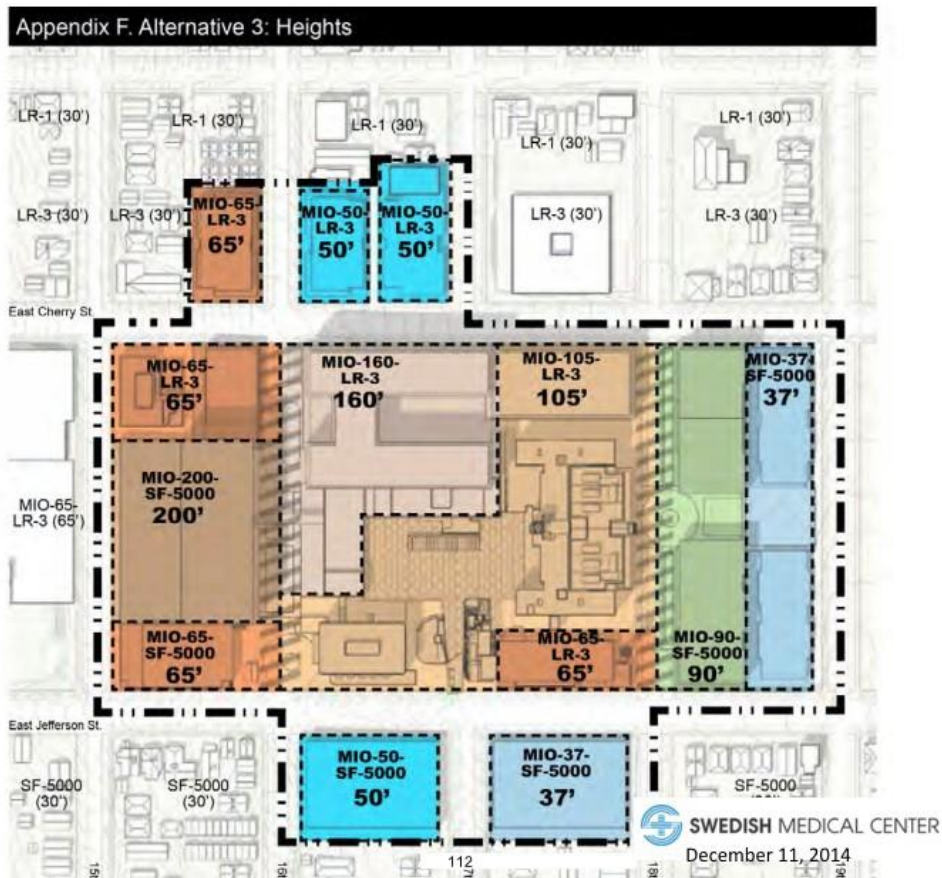 Appendix F. Alternative 3: Heights
LR-1 (30')
LR-1 (30')
LR-1 (30')
LR-1 (30')
LR-1 (30')
LR-3 (30')
LR-3 (30')
MIO-65-
LR-3
65'
MIO-50-
LR-3
50'
MIO-50-
LR-3
50'
LR-3 (30')
LR-3 (30')
East Cherry St.
MIO-65-
LR-3
65'
MIO-160-
LR-3
160'
MIO-105-
LR-3
105'
MIO-37-
SF-5000
37'
MIO-65-
LR-3 (65')
MIO-200-
SF-5000
200'
MIO-65-
SF-5000
65'
MIO-65-
LR-3
65'
MIO-90-
SF-5000
90'
East Jefferson St.
SF-5000
(30')
SF-5000
(30')
MIO-50-
SF-5000
50'
MIO-37-
SF-5000
37'
SF-5000
SWEDISH MEDICAL CENTER
December 11, 2014
112